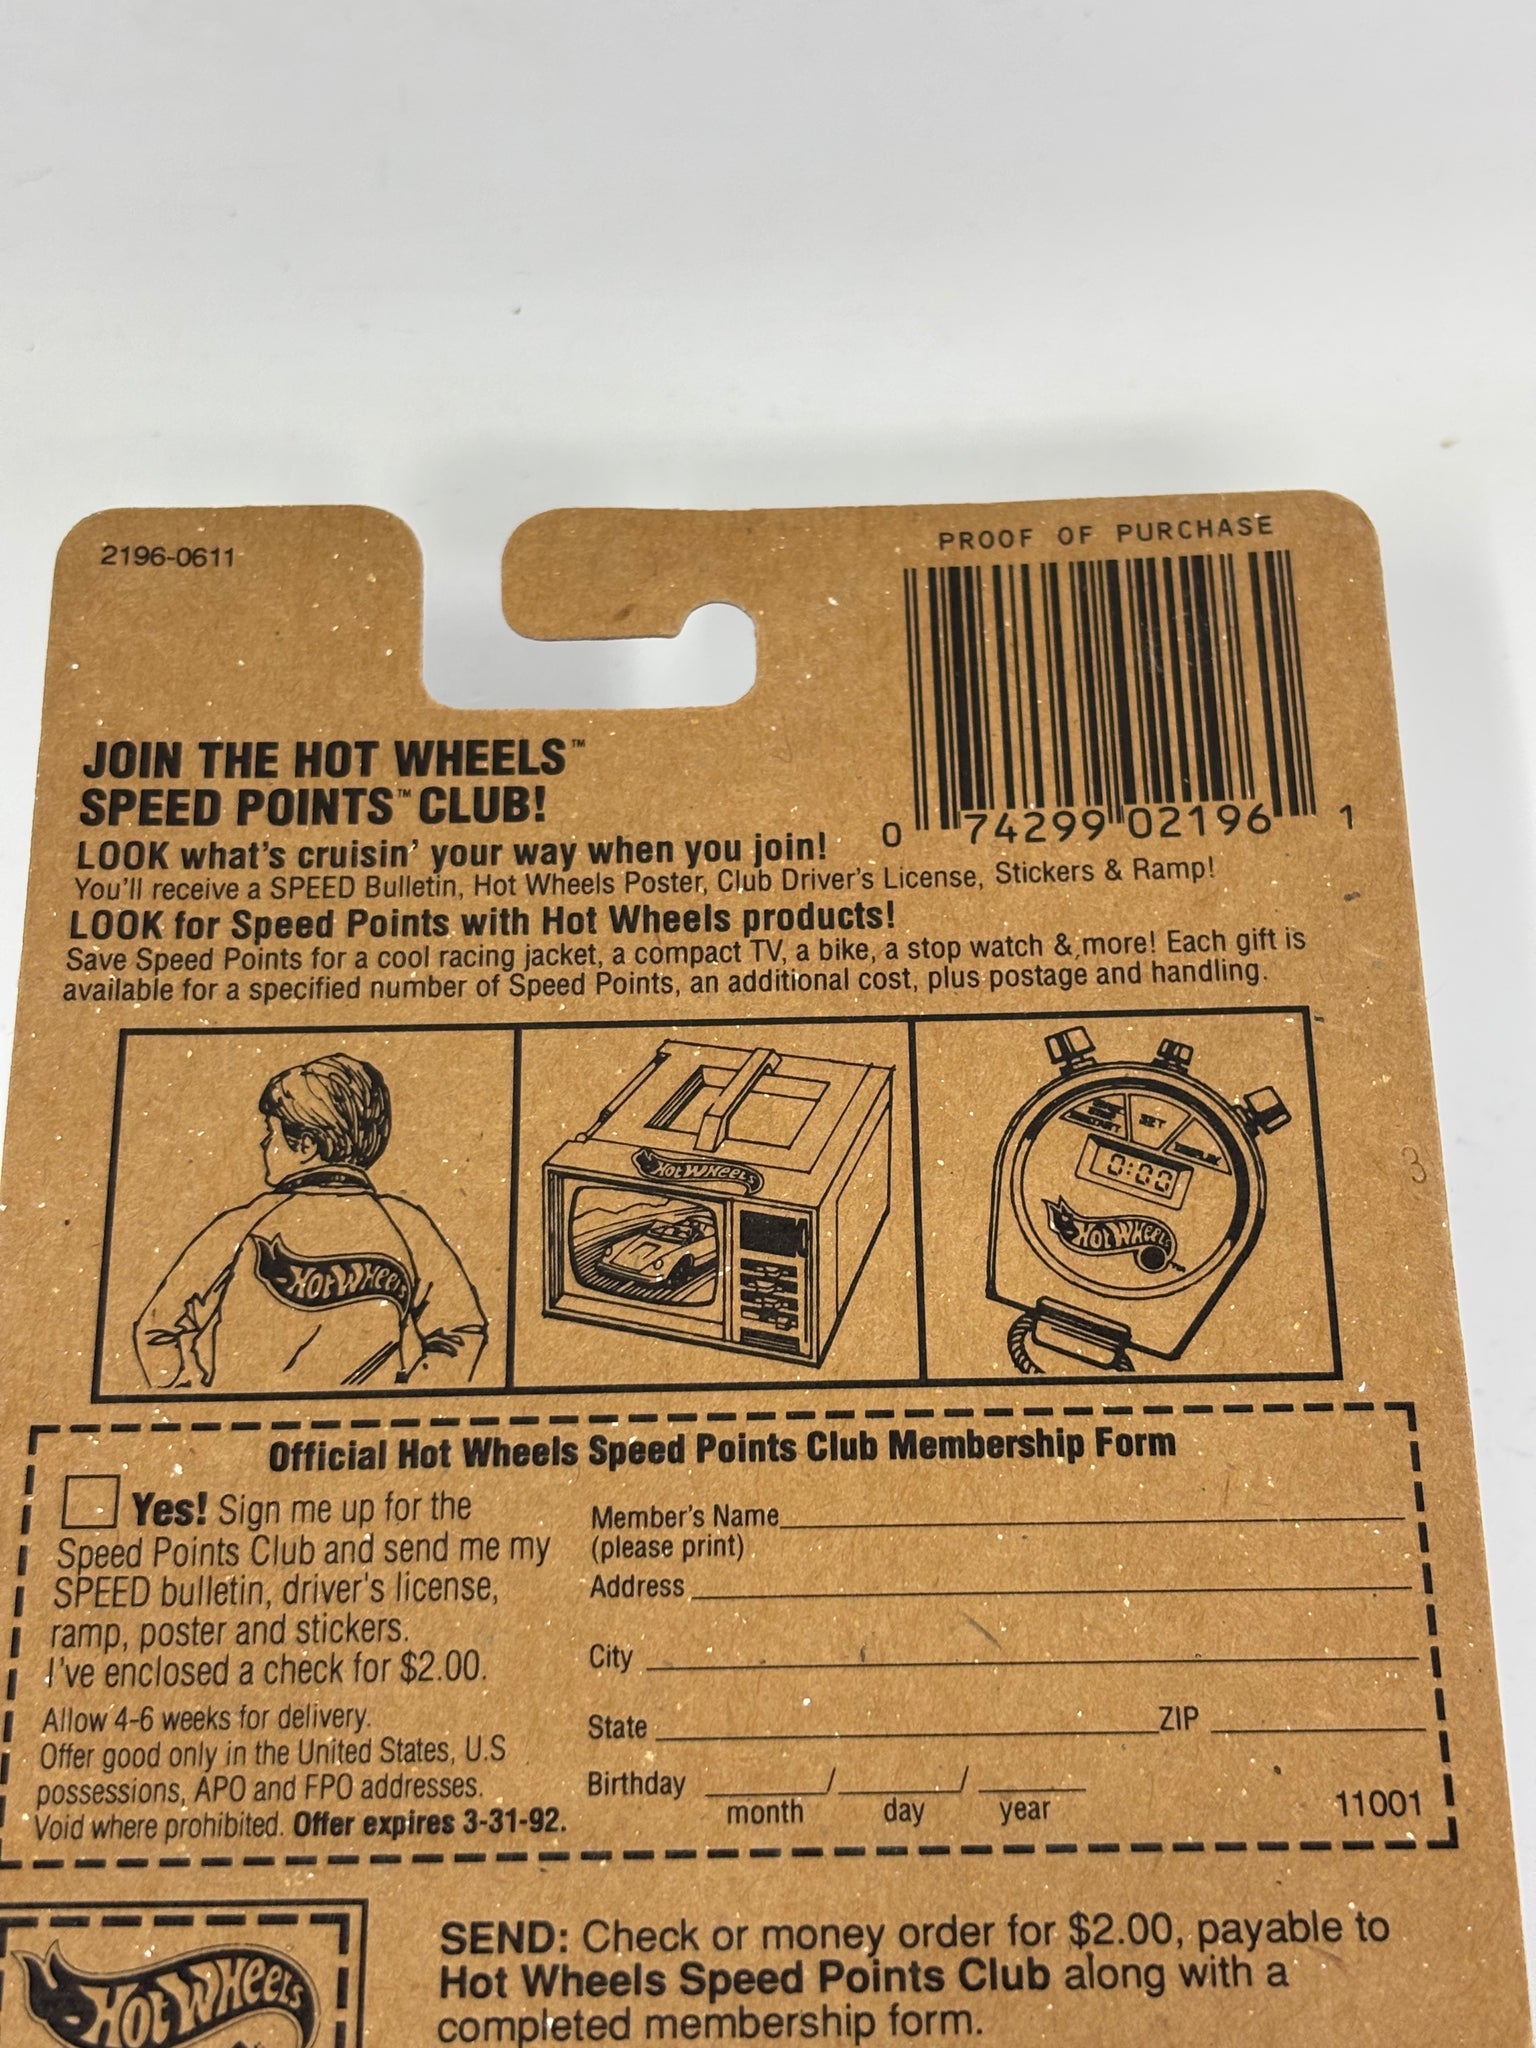 2196-0611
PROOF OF PURCHASE
0 74299 02196 1
JOIN THE HOT WHEELS™
SPEED POINTS™ CLUB!
LOOK what's cruisin' your way when you join!
You'll receive a SPEED Bulletin, Hot Wheels Poster, Club Driver's License, Stickers & Ramp!
LOOK for Speed Points with Hot Wheels products!
Save Speed Points for a cool racing jacket, a compact TV, a bike, a stop watch & more! Each gift is
available for a specified number of Speed Points, an additional cost, plus postage and handling.
HOT WHEELS
HOT WHEELS
SET
0:00
HOT WHEELS
3
Official Hot Wheels Speed Points Club Membership Form
Yes! Sign me up for the
Speed Points Club and send me my
SPEED bulletin, driver's license,
ramp, poster and stickers.
I've enclosed a check for $2.00.
Allow 4-6 weeks for delivery.
Offer good only in the United States, U.S
possessions, APO and FPO addresses.
Void where prohibited. Offer expires 3-31-92.
Member's Name
(please print)
Address
City
State ZIP
Birthday / /
month day year
11001
HOT WHEELS
SEND: Check or money order for $2.00, payable to
Hot Wheels Speed Points Club along with a
completed membership form.